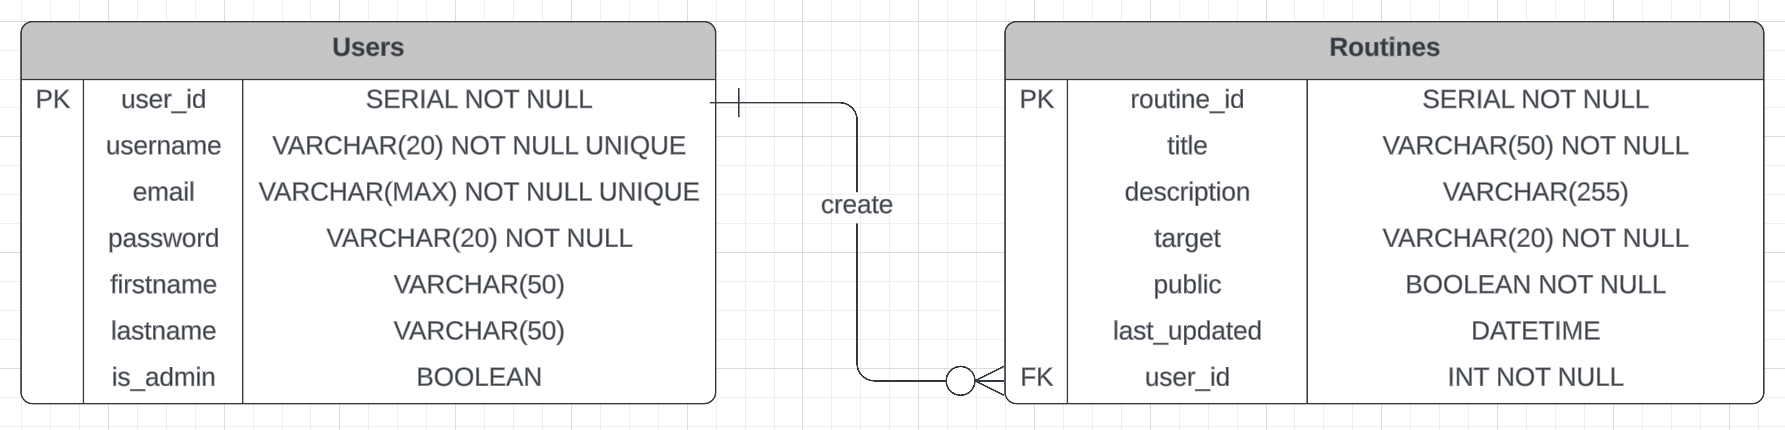 Users
PK user_id SERIAL NOT NULL
username VARCHAR(20) NOT NULL UNIQUE
email VARCHAR(MAX) NOT NULL UNIQUE
password VARCHAR(20) NOT NULL
firstname VARCHAR(50)
lastname VARCHAR(50)
is_admin BOOLEAN
create
Routines
PK routine_id SERIAL NOT NULL
title VARCHAR(50) NOT NULL
description VARCHAR(255)
target VARCHAR(20) NOT NULL
public BOOLEAN NOT NULL
last_updated DATETIME
FK user_id INT NOT NULL